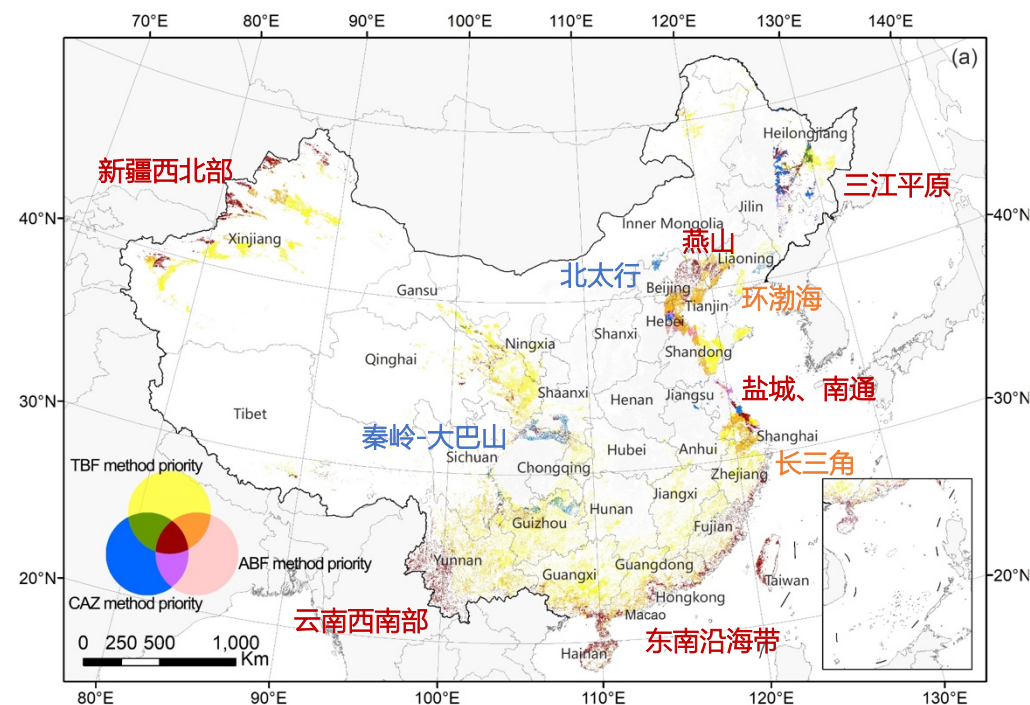 70°E 80°E 90°E 100°E 110°E 120°E 130°E 140°E
(a)
Heilongjiang
新疆西北部
三江平原
Jilin
40°N
40°N
Inner Mongolia
Xinjiang
燕山
Liaoning
北太行
Beijing
Gansu
环渤海
Tianjin
Hebei
Shanxi
Ningxia
Shandong
Qinghai
盐城、南通
Shaanxi
Jiangsu
Henan
30°N
30°N
Tibet
秦岭-大巴山
Shanghai
Hubei
Anhui
Sichuan
长三角
TBF method priority
Chongqing
Zhejiang
Jiangxi
Hunan
Guizhou
Fujian
Yunnan
ABF method priority
Guangdong
Guangxi
20°N
20°N
Taiwan
CAZ method priority
Hongkong
Macao
云南西南部
东南沿海带
0 250 500 1,000
Km
Hainan
80°E 90°E 100°E 110°E 120°E 130°E